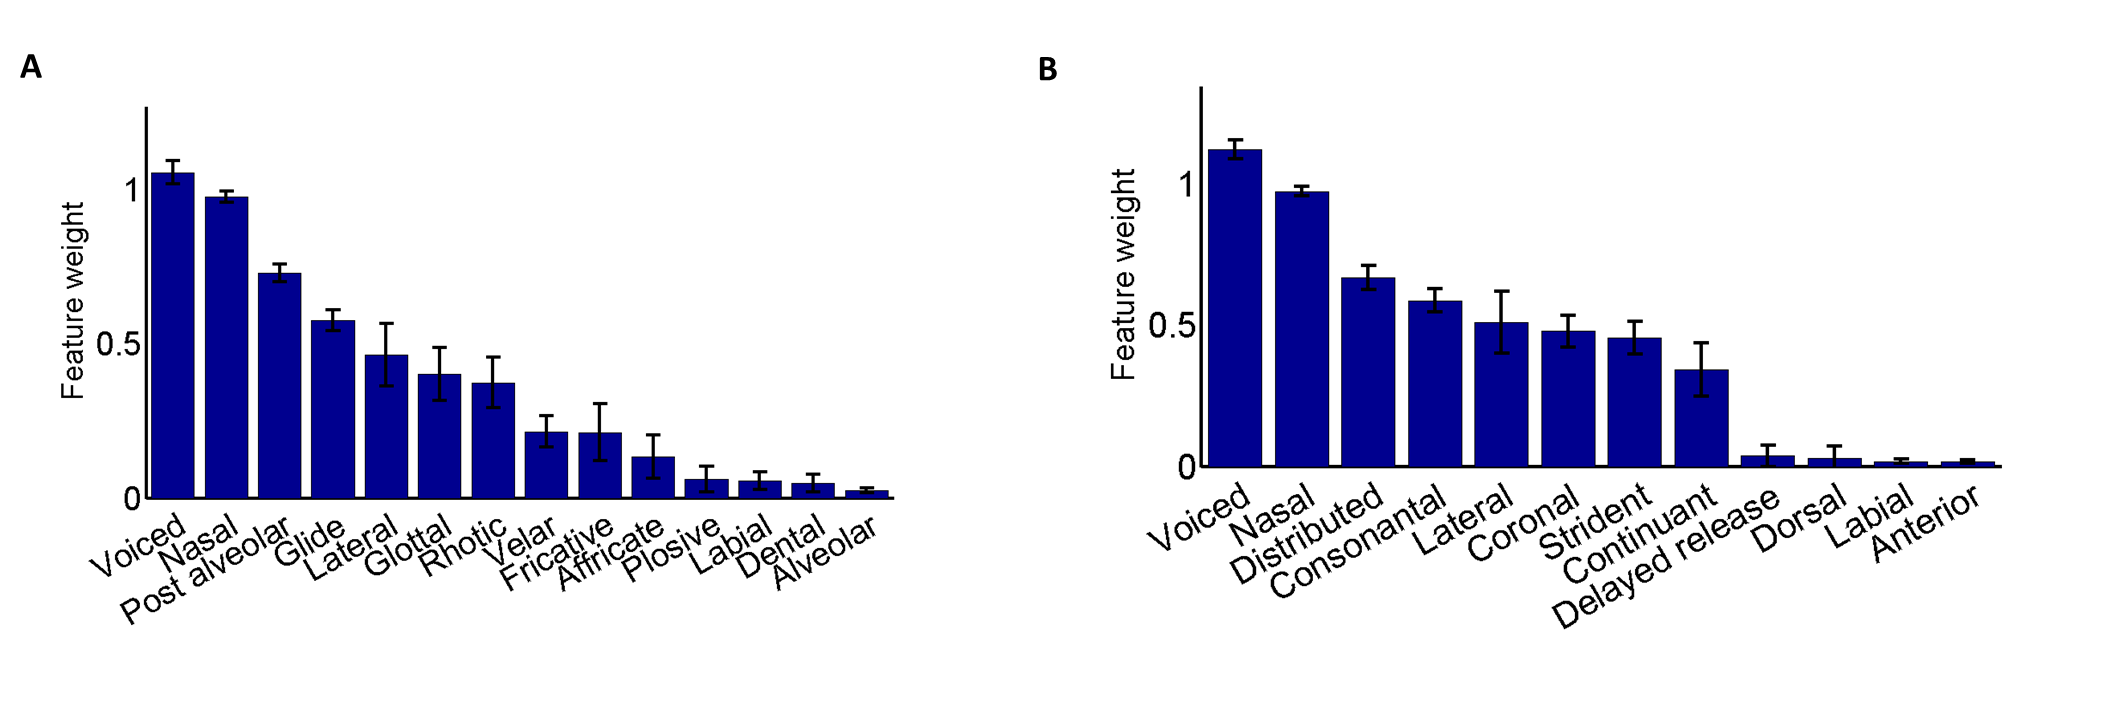 A
Feature weight
1
0.5
0
Voiced
Nasal
Post alveolar
Glide
Lateral
Glottal
Rhotic
Velar
Fricative
Affricate
Plosive
Labial
Dental
Alveolar
B
Feature weight
1
0.5
0
Voiced
Nasal
Distributed
Consonantal
Lateral
Coronal
Strident
Continuant
Delayed release
Dorsal
Labial
Anterior